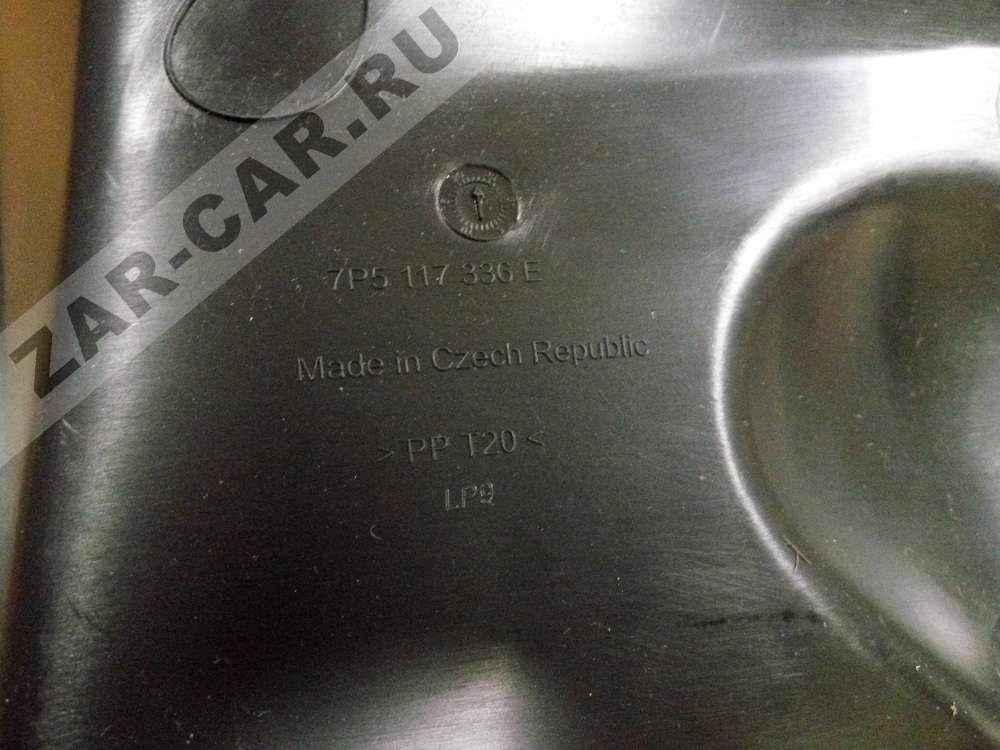 ZAR-CAR.RU
7P5 117 336 E
Made in Czech Republic
> PP T20 <
LP9